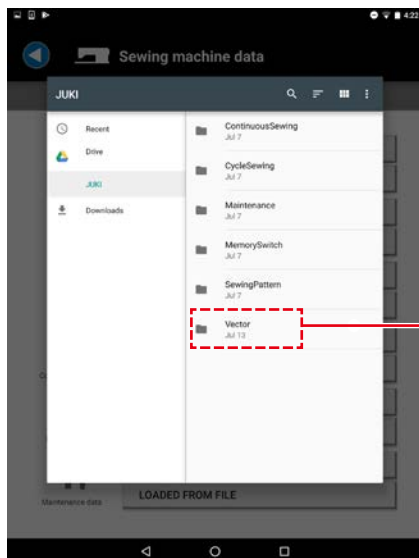 4:22
Sewing machine data
JUKI
Recent
Drive
JUKI
Downloads
ContinuousSewing
Jul 7
CycleSewing
Jul 7
Maintenance
Jul 7
MemorySwitch
Jul 7
SewingPattern
Jul 7
Vector
Jul 13
Maintenance data
LOADED FROM FILE